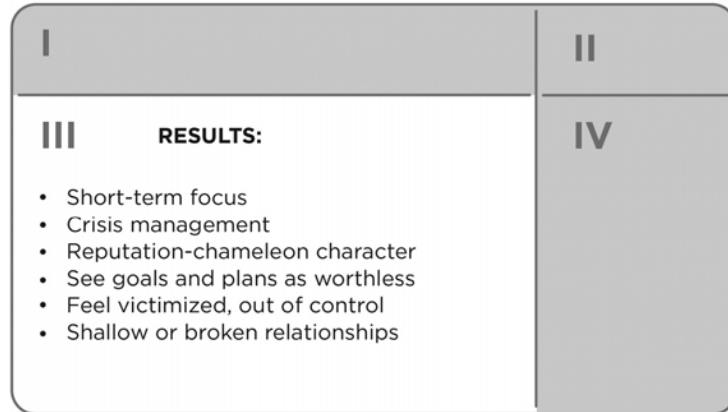 I
II
III RESULTS:
IV
• Short-term focus
• Crisis management
• Reputation-chameleon character
• See goals and plans as worthless
• Feel victimized, out of control
• Shallow or broken relationships